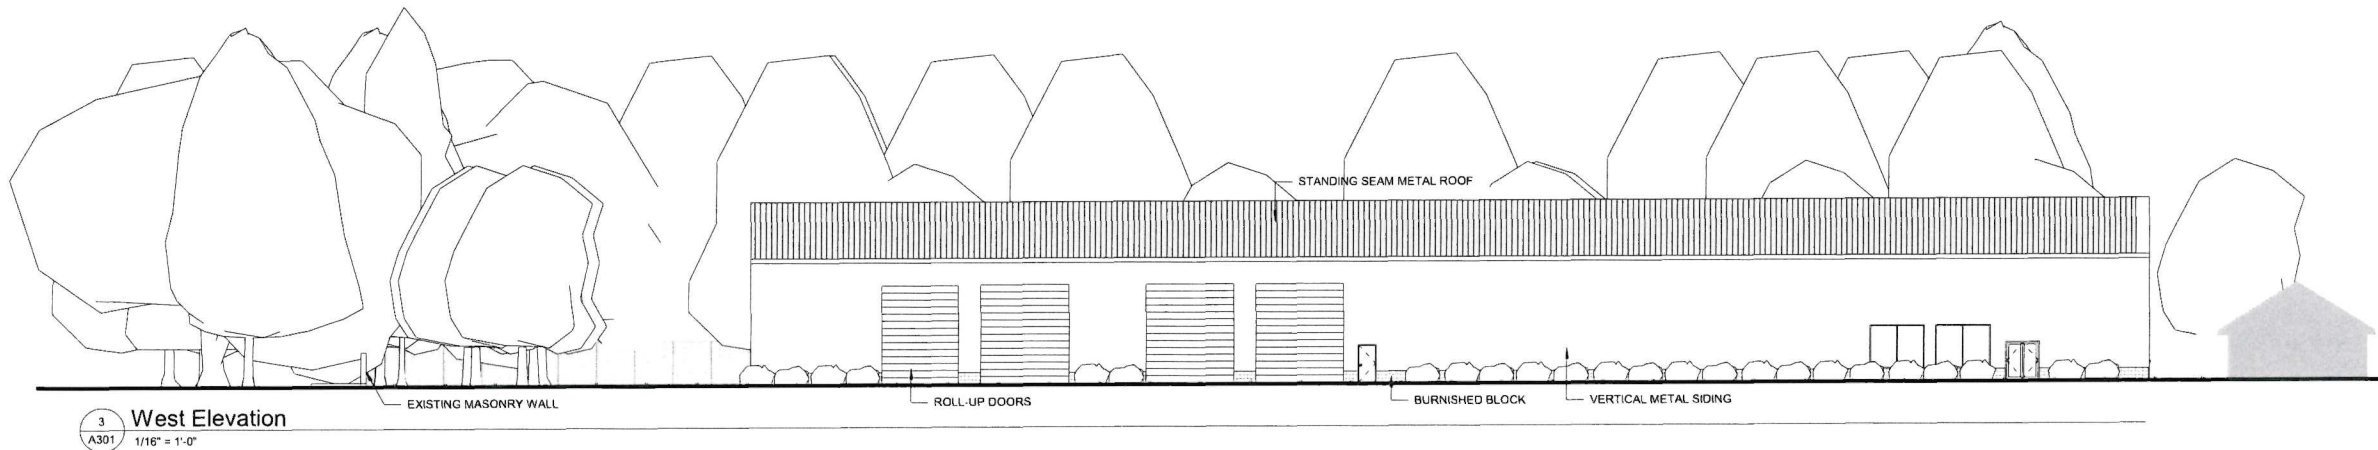 STANDING SEAM METAL ROOF
EXISTING MASONRY WALL
ROLL-UP DOORS
BURNISHED BLOCK
VERTICAL METAL SIDING
3
A301
West Elevation
1/16" = 1'-0"